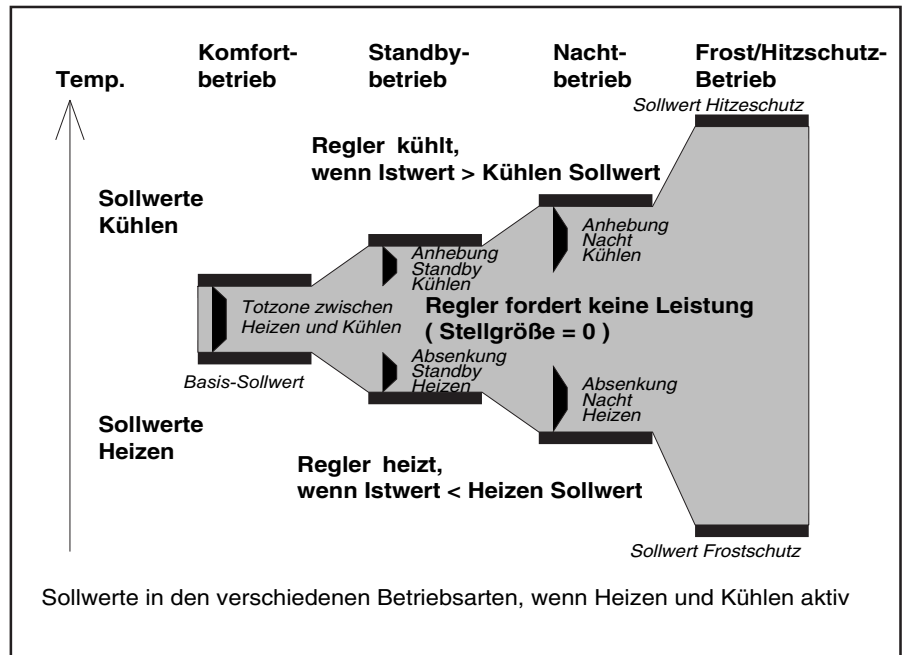 Komfort-
betrieb
Standby-
betrieb
Nacht-
betrieb
Frost/Hitzschutz-
Betrieb
Temp.
Sollwert Hitzeschutz
Regler kühlt,
wenn Istwert > Kühlen Sollwert
Sollwerte
Kühlen
Anhebung
Nacht
Kühlen
Anhebung
Standby
Kühlen
Totzone zwischen
Heizen und Kühlen
Regler fordert keine Leistung
( Stellgröße = 0 )
Basis-Sollwert
Absenkung
Standby
Heizen
Absenkung
Nacht
Heizen
Sollwerte
Heizen
Regler heizt,
wenn Istwert < Heizen Sollwert
Sollwert Frostschutz
Sollwerte in den verschiedenen Betriebsarten, wenn Heizen und Kühlen aktiv